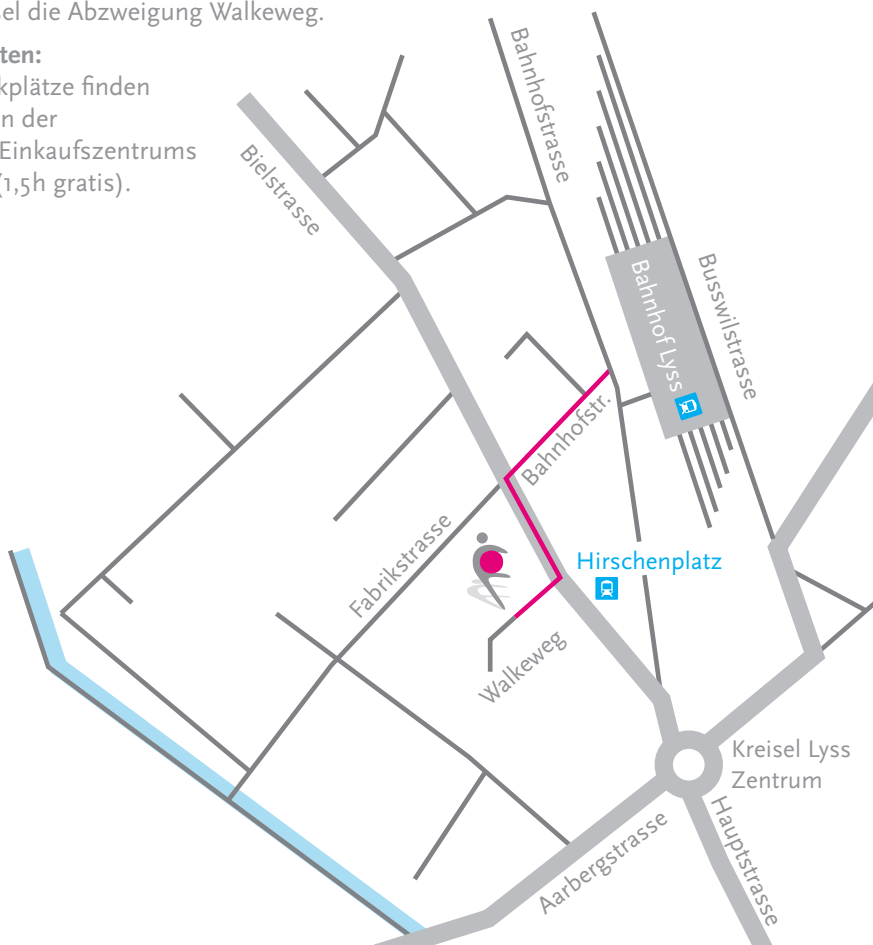 sel die Abzweigung Walkeweg.
ten:
kplätze finden
n der
Einkaufszentrums
(1,5h gratis).
Bahnhofstrasse
Bielstrasse
Bahnhof Lyss
Busswilstrasse
Bahnhofstr.
Fabrikstrasse
Hirschenplatz
Walkeweg
Kreisel Lyss
Zentrum
Aarbergstrasse
Hauptstrasse